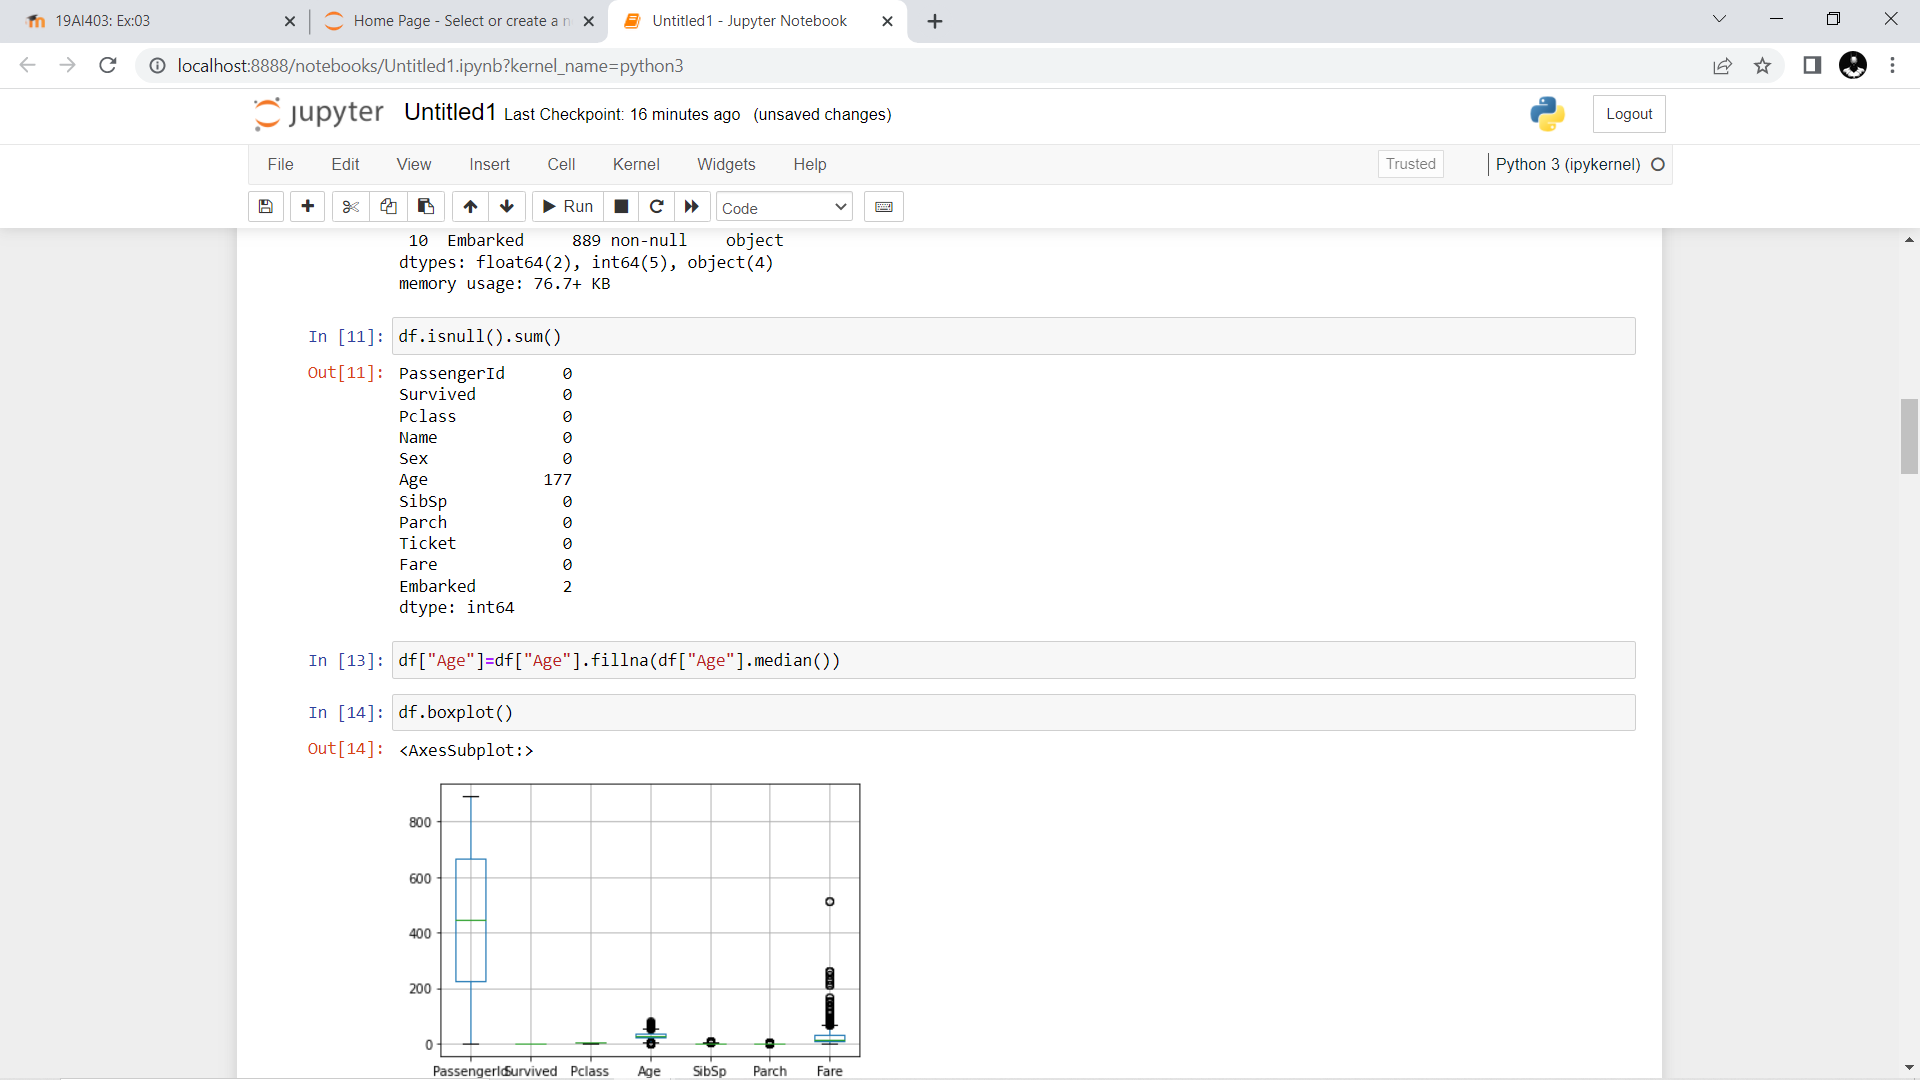 19AI403: Ex:03
Home Page - Select or create a n
Untitled1 - Jupyter Notebook
localhost:8888/notebooks/Untitled1.ipynb?kernel_name=python3
jupyter Untitled1 Last Checkpoint: 16 minutes ago (unsaved changes)
Logout
File Edit View Insert Cell Kernel Widgets Help
Trusted
Python 3 (ipykernel)
Run
Code
10 Embarked 889 non-null object
dtypes: float64(2), int64(5), object(4)
memory usage: 76.7+ KB
In [11]: df.isnull().sum()
Out[11]: PassengerId 0
Survived 0
Pclass 0
Name 0
Sex 0
Age 177
SibSp 0
Parch 0
Ticket 0
Fare 0
Embarked 2
dtype: int64
In [13]: df["Age"]=df["Age"].fillna(df["Age"].median())
In [14]: df.boxplot()
Out[14]: <AxesSubplot:>
800
600
400
200
0
PassengerId Survived Pclass Age SibSp Parch Fare